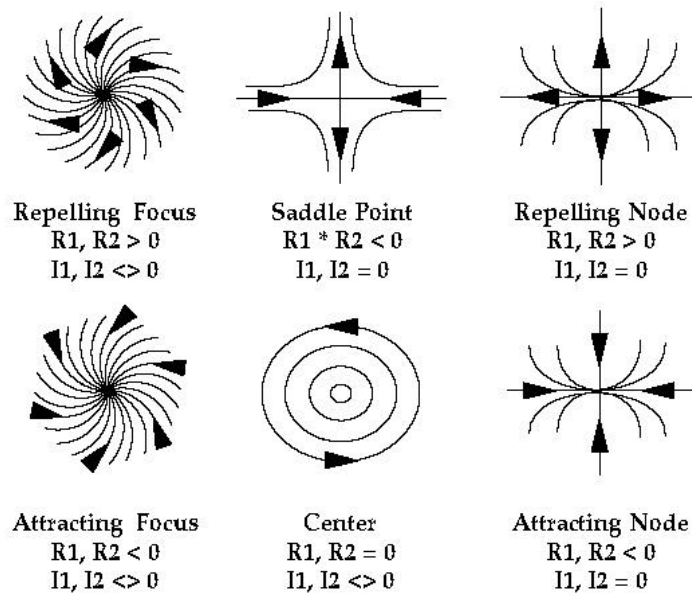 Repelling Focus
R1, R2 > 0
I1, I2 <> 0
Saddle Point
R1 * R2 < 0
I1, I2 = 0
Repelling Node
R1, R2 > 0
I1, I2 = 0
Attracting Focus
R1, R2 < 0
I1, I2 <> 0
Center
R1, R2 = 0
I1, I2 <> 0
Attracting Node
R1, R2 < 0
I1, I2 = 0